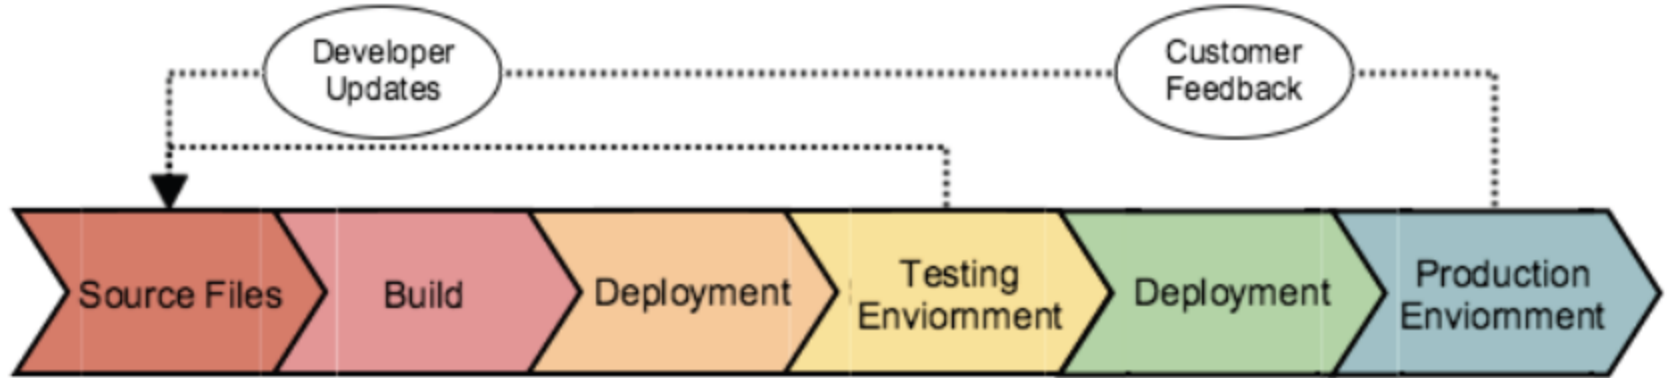 Developer
Updates
Customer
Feedback
Source Files
Build
Deployment
Testing
Enviornment
Deployment
Production
Enviornment